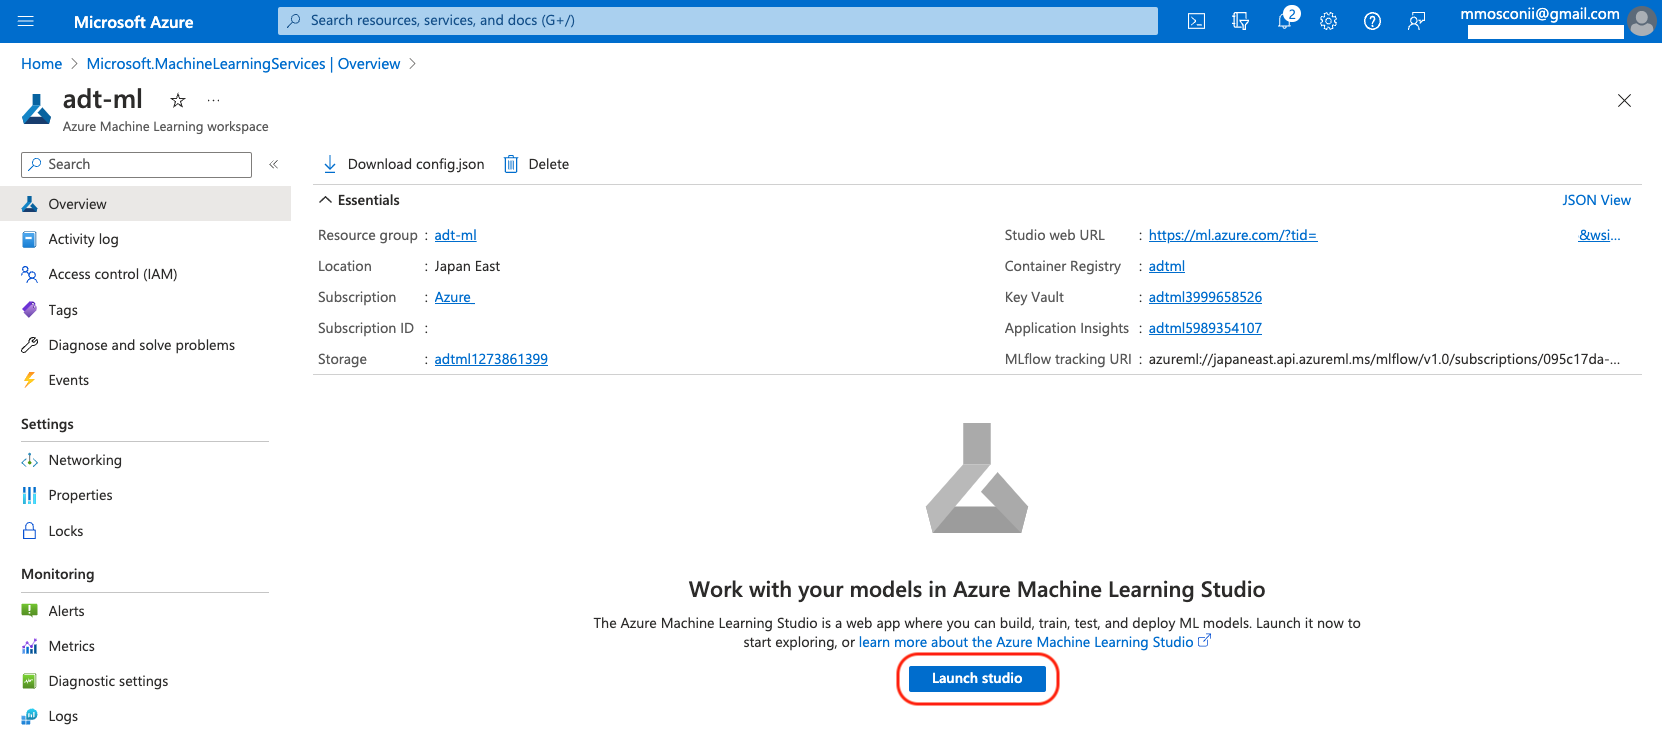 Microsoft Azure
Search resources, services, and docs (G+/)
2
mmosconii@gmail.com
Home > Microsoft.MachineLearningServices | Overview >
adt-ml
...
Azure Machine Learning workspace
Search
«
Download config.json
Delete
Essentials
JSON View
Overview
Activity log
Access control (IAM)
Tags
Diagnose and solve problems
Events
Settings
Networking
Properties
Locks
Monitoring
Alerts
Metrics
Diagnostic settings
Logs
Resource group : adt-ml
Location : Japan East
Subscription : Azure
Subscription ID :
Storage : adtml1273861399
Studio web URL : https://ml.azure.com/?tid= &wsi...
Container Registry : adtml
Key Vault : adtml3999658526
Application Insights : adtml5989354107
MLflow tracking URI : azureml://japaneast.api.azureml.ms/mlflow/v1.0/subscriptions/095c17da-...
Work with your models in Azure Machine Learning Studio
The Azure Machine Learning Studio is a web app where you can build, train, test, and deploy ML models. Launch it now to
start exploring, or learn more about the Azure Machine Learning Studio
Launch studio